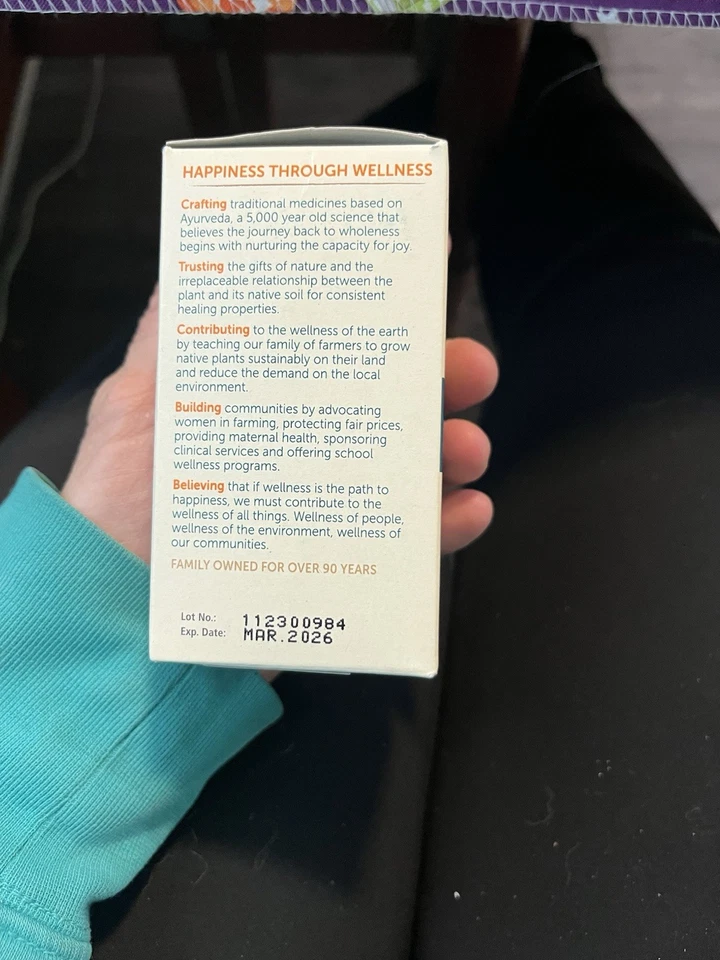 HAPPINESS THROUGH WELLNESS
Crafting traditional medicines based on
Ayurveda, a 5,000 year old science that
believes the journey back to wholeness
begins with nurturing the capacity for joy.
Trusting the gifts of nature and the
irreplaceable relationship between the
plant and its native soil for consistent
healing properties.
Contributing to the wellness of the earth
by teaching our family of farmers to grow
native plants sustainably on their land
and reduce the demand on the local
environment.
Building communities by advocating
women in farming, protecting fair prices,
providing maternal health, sponsoring
clinical services and offering school
wellness programs.
Believing that if wellness is the path to
happiness, we must contribute to the
wellness of all things. Wellness of people,
wellness of the environment, wellness of
our communities.
FAMILY OWNED FOR OVER 90 YEARS
Lot No.: 112300984
Exp. Date: MAR.2026